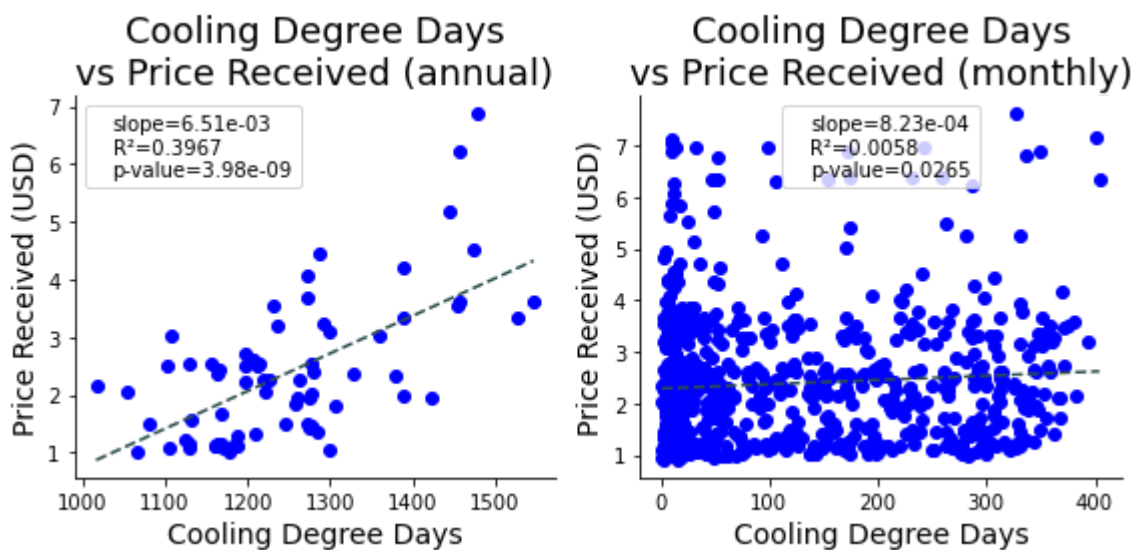 Cooling Degree Days
vs Price Received (annual)
slope=6.51e-03
R²=0.3967
p-value=3.98e-09
7
6
5
4
3
2
1
Price Received (USD)
1000
1100
1200
1300
1400
1500
Cooling Degree Days
Cooling Degree Days
vs Price Received (monthly)
slope=8.23e-04
R²=0.0058
p-value=0.0265
7
6
5
4
3
2
1
Price Received (USD)
0
100
200
300
400
Cooling Degree Days